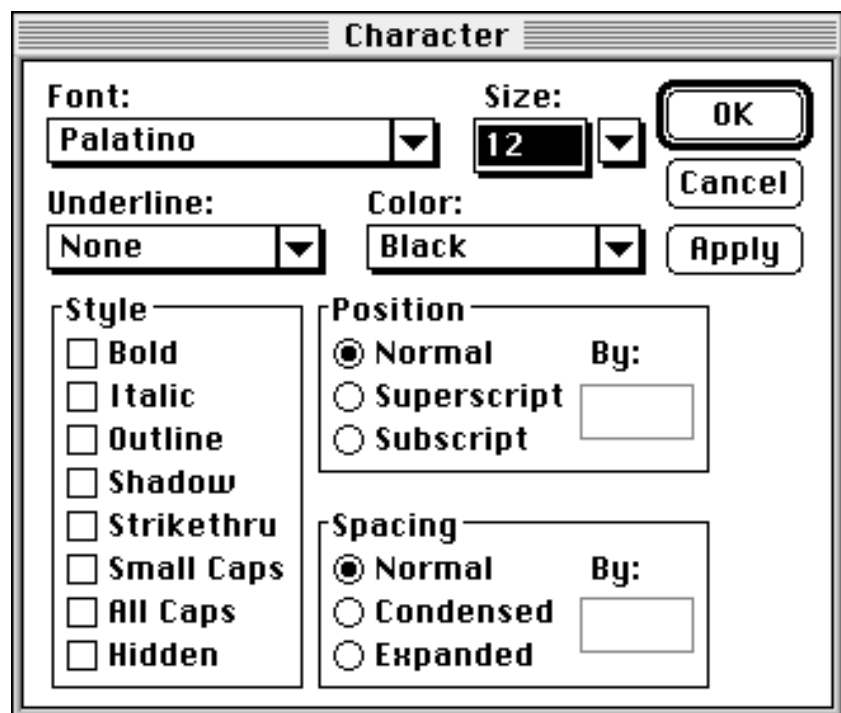 Character
Font:
Size:
Palatino
12
OK
Cancel
Underline:
Color:
None
Black
Apply
Style
Bold
Italic
Outline
Shadow
Strikethru
Small Caps
All Caps
Hidden
Position
Normal
By:
Superscript
Subscript
Spacing
Normal
By:
Condensed
Expanded